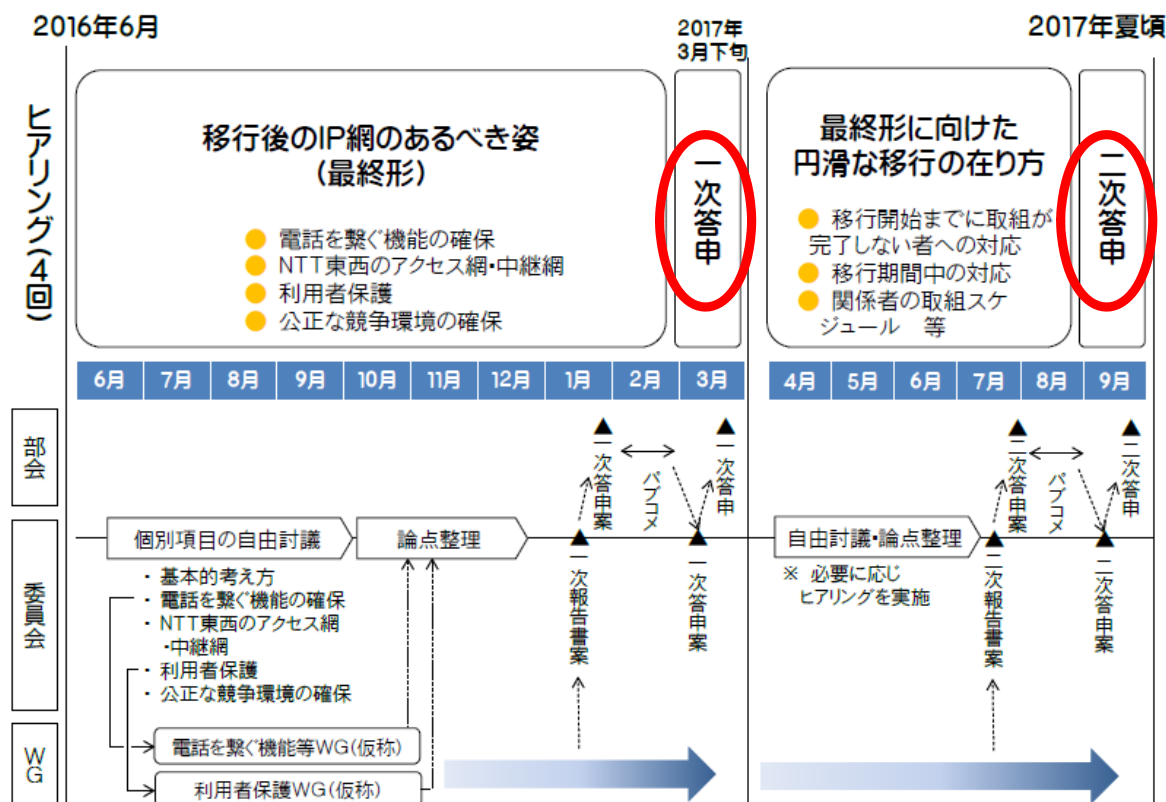 2016年6月
2017年
3月下旬
2017年夏頃
ヒアリング(4回)
移行後のIP網のあるべき姿
(最終形)
● 電話を繋ぐ機能の確保
● NTT東西のアクセス網・中継網
● 利用者保護
● 公正な競争環境の確保
一次答申
最終形に向けた
円滑な移行の在り方
● 移行開始までに取組が
完了しない者への対応
● 移行期間中の対応
● 関係者の取組スケ
ジュール 等
二次答申
6月 7月 8月 9月 10月 11月 12月 1月 2月 3月 4月 5月 6月 7月 8月 9月
部会
▲一次答申案
パブコメ
▲一次答申
▲二次答申案
パブコメ
▲二次答申
委員会
個別項目の自由討議
論点整理
・ 基本的考え方
・ 電話を繋ぐ機能の確保
・ NTT東西のアクセス網
・中継網
・ 利用者保護
・ 公正な競争環境の確保
▲一次報告書案
▲一次答申案
自由討議・論点整理
※ 必要に応じ
ヒアリングを実施
▲二次報告書案
▲二次答申案
WG
電話を繋ぐ機能等WG(仮称)
利用者保護WG(仮称)